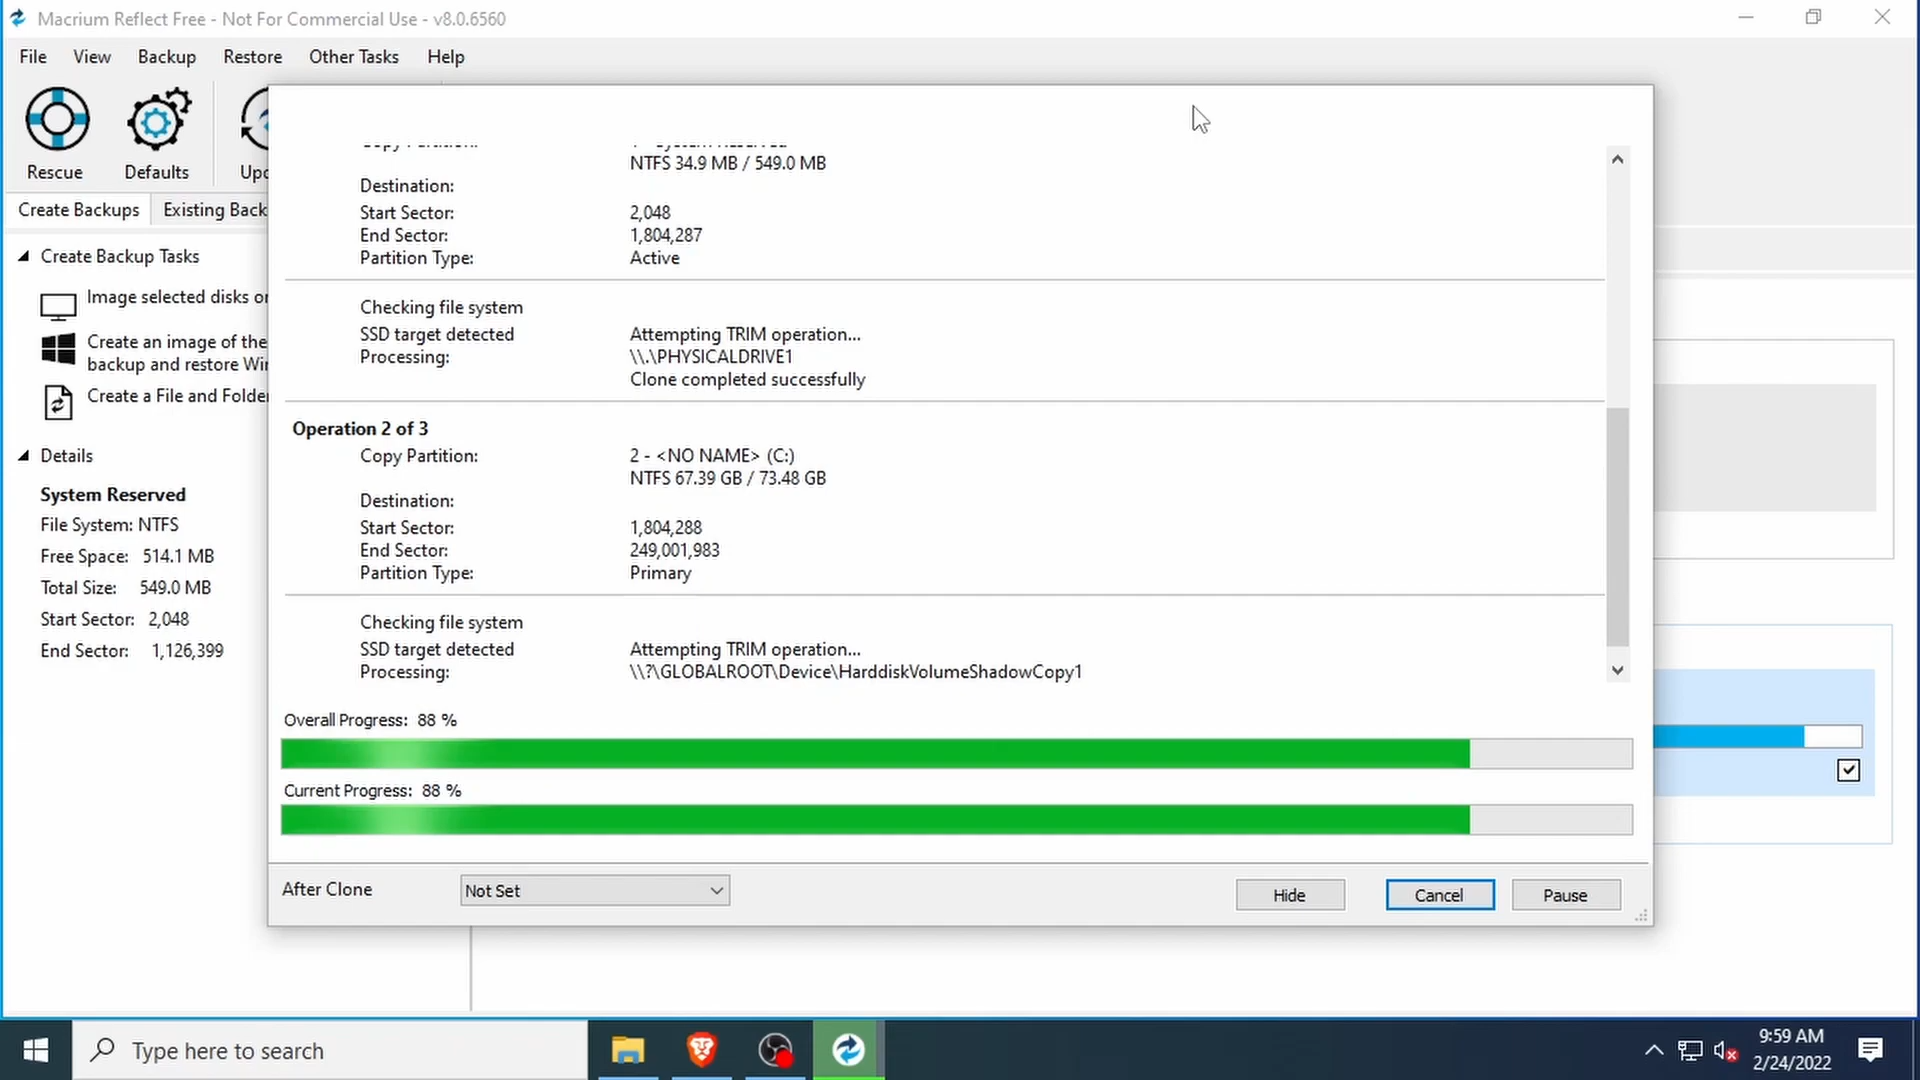 Macrium Reflect Free - Not For Commercial Use - v8.0.6560
File View Backup Restore Other Tasks Help
Rescue Defaults
Create Backups Existing Back
Create Backup Tasks
Image selected disks
Create an image of the
backup and restore
Create a File and
Details
System Reserved
File System: NTFS
Free Space: 514.1 MB
Total Size: 549.0 MB
Start Sector: 2,048
End Sector: 1,126,399
NTFS 34.9 MB / 549.0 MB
Destination:
Start Sector: 2,048
End Sector: 1,804,287
Partition Type: Active
Checking file system
SSD target detected Attempting TRIM operation...
Processing: \\.\PHYSICALDRIVE1
Clone completed successfully
Operation 2 of 3
Copy Partition: 2 - <NO NAME> (C:)
NTFS 67.39 GB / 73.48 GB
Destination:
Start Sector: 1,804,288
End Sector: 249,001,983
Partition Type: Primary
Checking file system
SSD target detected Attempting TRIM operation...
Processing: \\?\GLOBALROOT\Device\HarddiskVolumeShadowCopy1
Overall Progress: 88 %
Current Progress: 88 %
After Clone Not Set Hide Cancel Pause
Type here to search
9:59 AM
2/24/2022